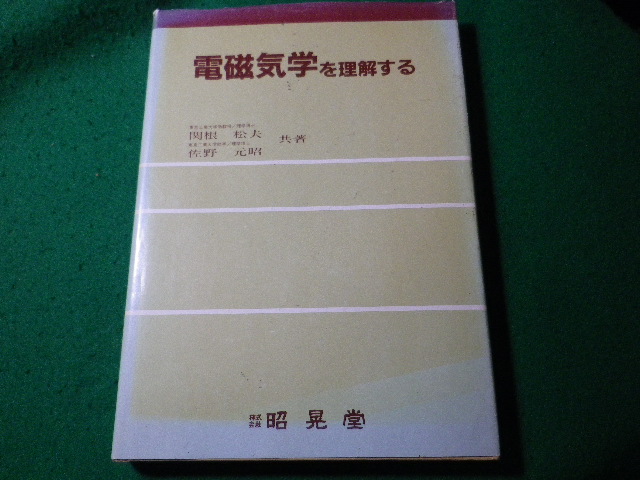 電磁気学を理解する
関根 松夫
佐野 元昭
共著
株式会社 昭晃堂